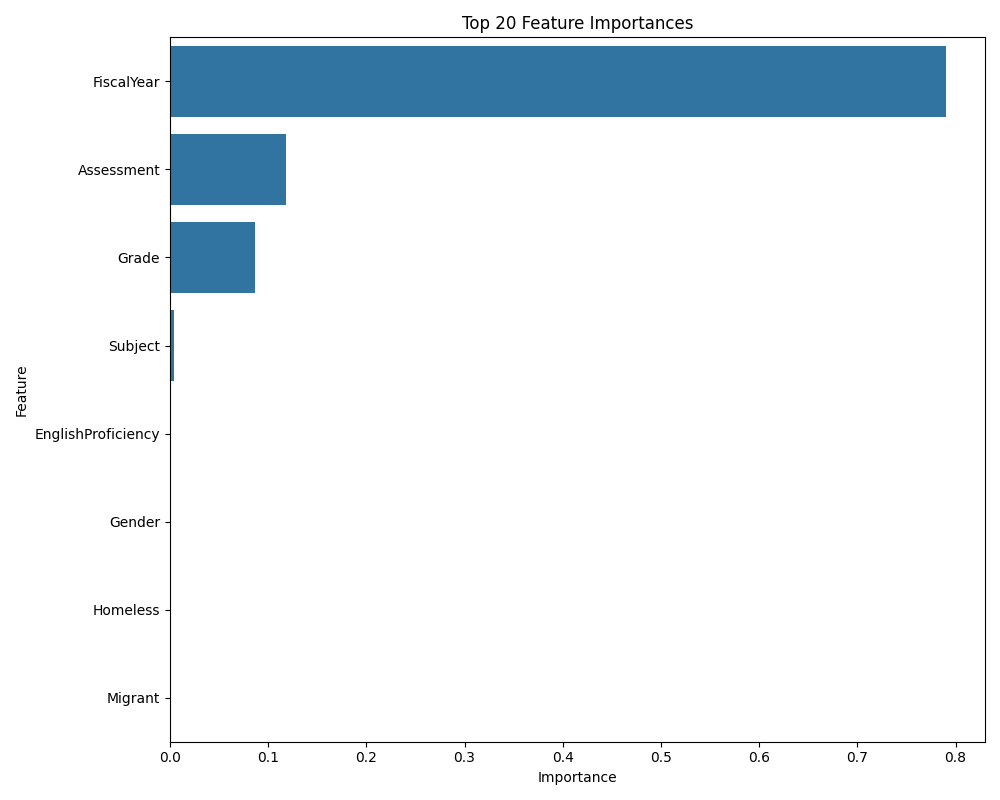 Top 20 Feature Importances
Feature
FiscalYear
Assessment
Grade
Subject
EnglishProficiency
Gender
Homeless
Migrant
0.0 0.1 0.2 0.3 0.4 0.5 0.6 0.7 0.8
Importance